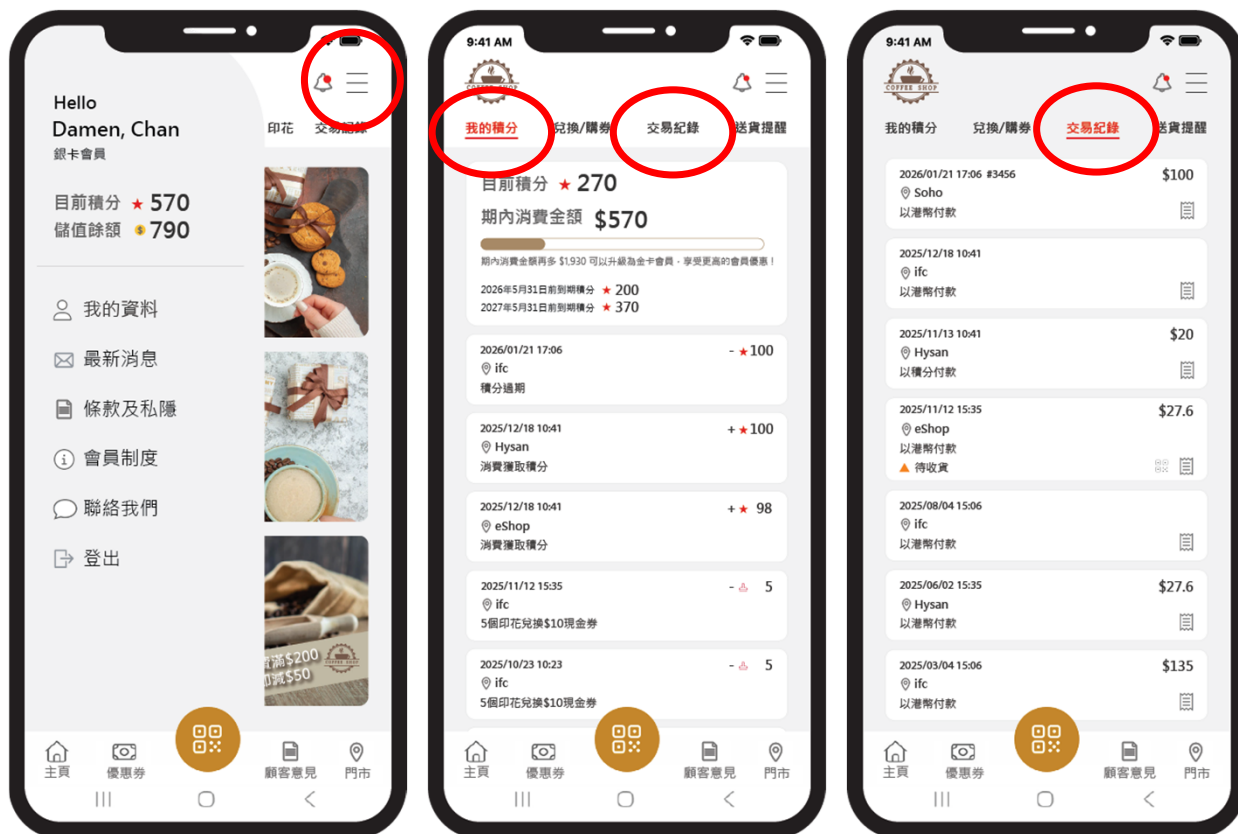 Hello
Damen, Chan
銀卡會員
目前積分 ★ 570
儲值餘額 $ 790
我的資料
最新消息
條款及私隱
會員制度
聯絡我們
登出
印花 交易記錄
滿$200
減$50
COFFEE SHOP
主頁 優惠券 顧客意見 門市
9:41 AM
COFFEE SHOP
我的積分 兌換/購券 交易紀錄 送貨提醒
目前積分 ★ 270
期內消費金額 $570
期內消費金額再多 $1,930 可以升級為金卡會員，享受更高的會員優惠！
2026年5月31日前到期積分 ★ 200
2027年5月31日前到期積分 ★ 370
2026/01/21 17:06 - ★100
ifc
積分過期
2025/12/18 10:41 + ★100
Hysan
消費獲取積分
2025/12/18 10:41 + ★ 98
eShop
消費獲取積分
2025/11/12 15:35 - 5
ifc
5個印花兌換$10現金券
2025/10/23 10:23 - 5
ifc
5個印花兌換$10現金券
主頁 優惠券 顧客意見 門市
9:41 AM
COFFEE SHOP
我的積分 兌換/購券 交易紀錄 送貨提醒
2026/01/21 17:06 #3456 $100
Soho
以港幣付款
2025/12/18 10:41
ifc
以港幣付款
2025/11/13 10:41 $20
Hysan
以積分付款
2025/11/12 15:35 $27.6
eShop
以港幣付款
待收貨
2025/08/04 15:06
ifc
以港幣付款
2025/06/02 15:35 $27.6
Hysan
以港幣付款
2025/03/04 15:06 $135
ifc
以港幣付款
主頁 優惠券 顧客意見 門市